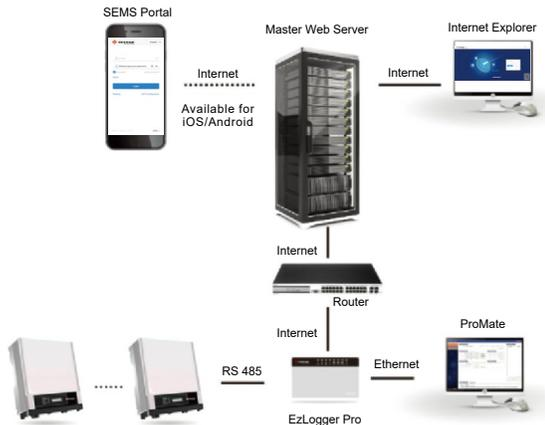 SEMS Portal
Master Web Server
Internet Explorer
Internet
Internet
Available for
iOS/Android
Internet
Router
Internet
ProMate
RS 485
Ethernet
EzLogger Pro